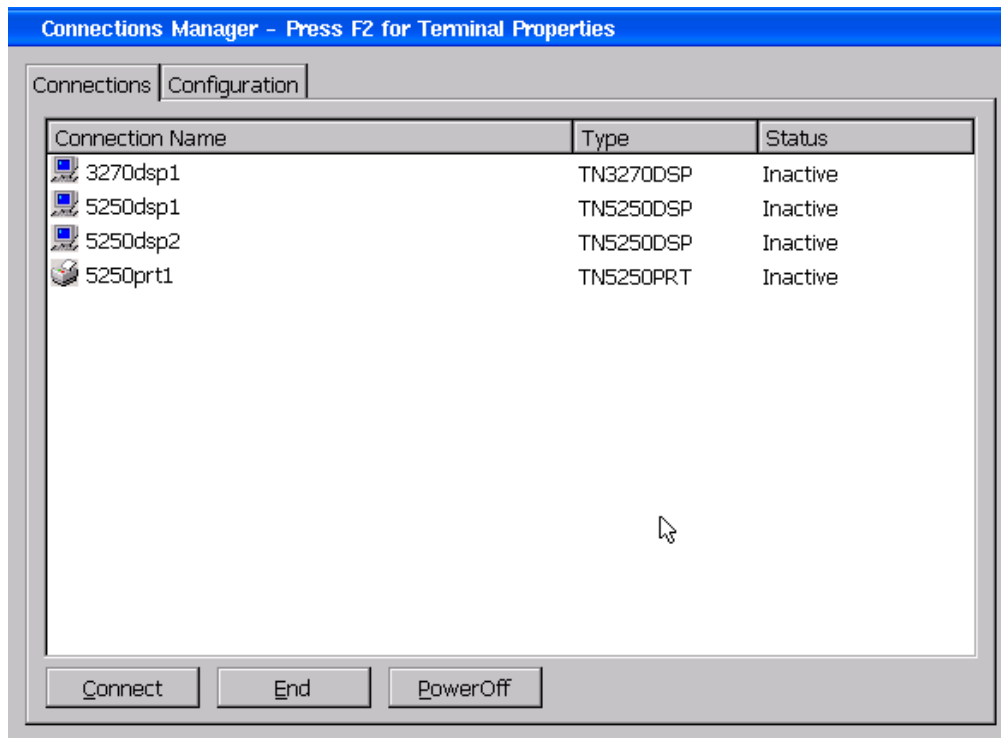 Connections Manager - Press F2 for Terminal Properties
Connections Configuration
Connection Name Type Status
3270dsp1 TN3270DSP Inactive
5250dsp1 TN5250DSP Inactive
5250dsp2 TN5250DSP Inactive
5250prt1 TN5250PRT Inactive
Connect End PowerOff